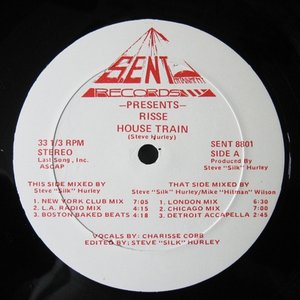 S.ENT
ENTERTAINMENT
RECORDS
-PRESENTS-
RISSE
HOUSE TRAIN
(Steve Hurley)
33 1/3 RPM
STEREO
Last Song, Inc.
ASCAP
SENT 8801
SIDE A
Produced By
Steve "Silk" Hurley
THIS SIDE MIXED BY
Steve "Silk" Hurley
1. NEW YORK CLUB MIX 7:05
2. L.A. RADIO MIX 4:15
3. BOSTON BAKED BEATS 4:18
THAT SIDE MIXED BY
Steve "Silk" Hurley/Mike "Hitman" Wilson
1. LONDON MIX 6:30
2. CHICAGO MIX 7:00
3. DETROIT ACCAPELLA 2:45
VOCALS BY: CHARISSE COBB
EDITED BY: STEVE "SILK" HURLEY